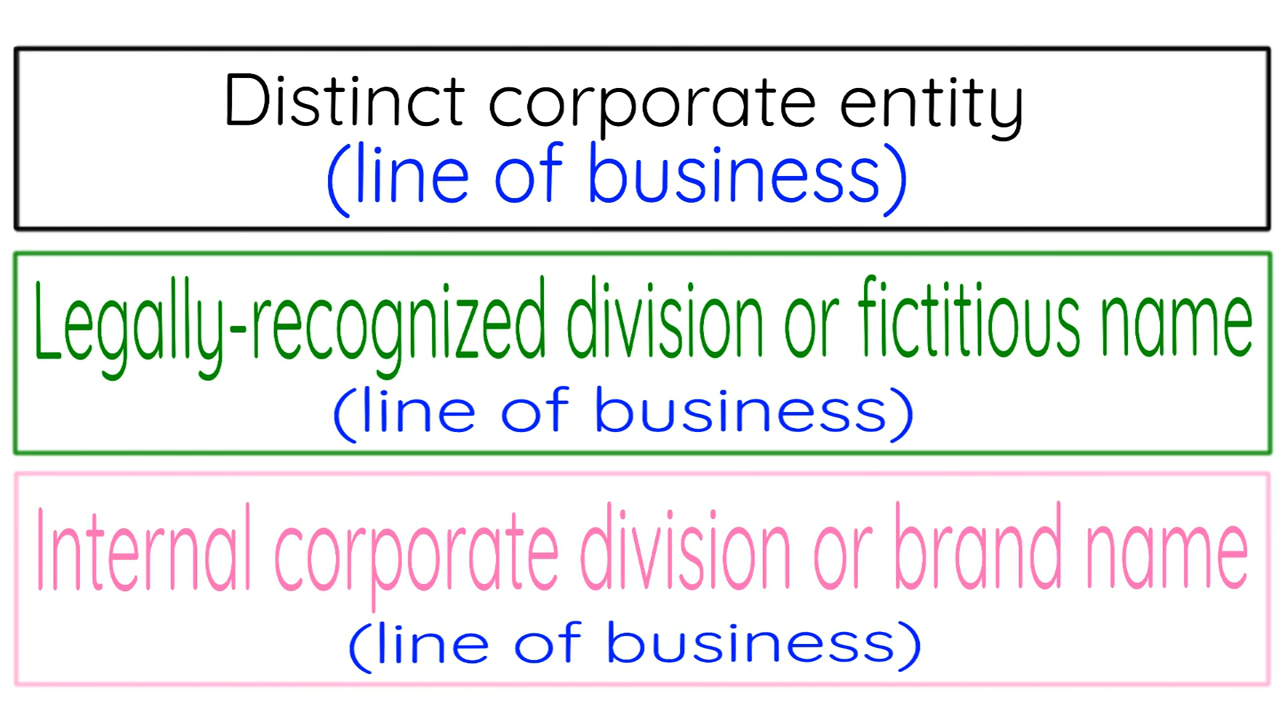 Distinct corporate entity
(line of business)
Legally-recognized division or fictitious name
(line of business)
Internal corporate division or brand name
(line of business)